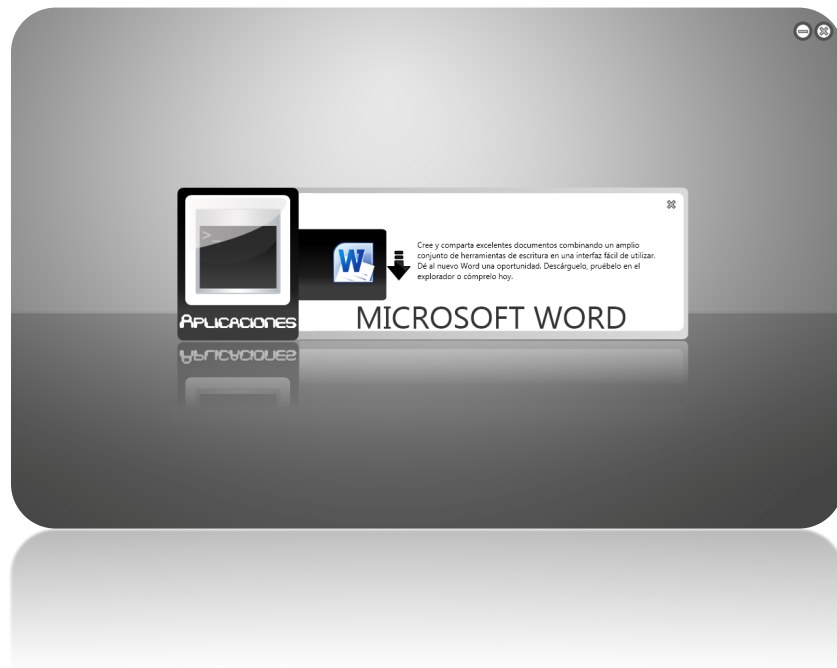 Cree y comparta excelentes documentos combinando un amplio
conjunto de herramientas de escritura en una interfaz fácil de utilizar.
Dé al nuevo Word una oportunidad. Descárguelo, pruébelo en el
explorador o cómprelo hoy.
W
>_
APLICACIONES
MICROSOFT WORD